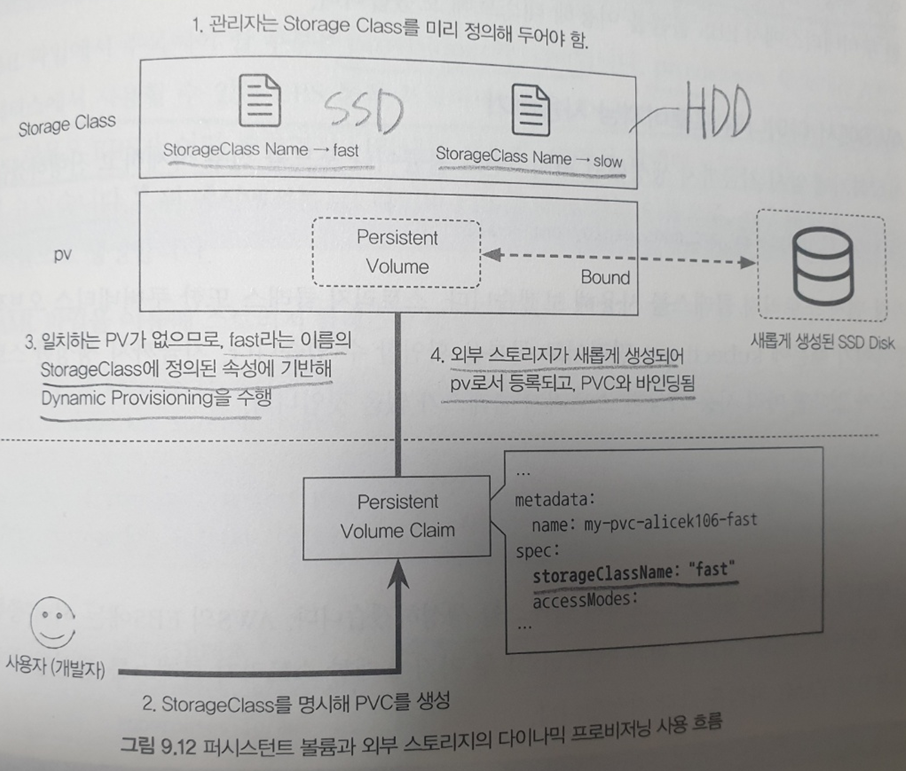 1. 관리자는 Storage Class를 미리 정의해 두어야 함.
Storage Class
SSD
HDD
StorageClass Name → fast
StorageClass Name → slow
pv
Persistent
Volume
Bound
새롭게 생성된 SSD Disk
3. 일치하는 PV가 없으므로, fast라는 이름의
StorageClass에 정의된 속성에 기반해
Dynamic Provisioning을 수행
4. 외부 스토리지가 새롭게 생성되어
pv로서 등록되고, PVC와 바인딩됨
Persistent
Volume Claim
...
metadata:
name: my-pvc-alicek106-fast
spec:
storageClassName: "fast"
accessModes:
...
사용자 (개발자)
2. StorageClass를 명시해 PVC를 생성
그림 9.12 퍼시스턴트 볼륨과 외부 스토리지의 다이나믹 프로비저닝 사용 흐름